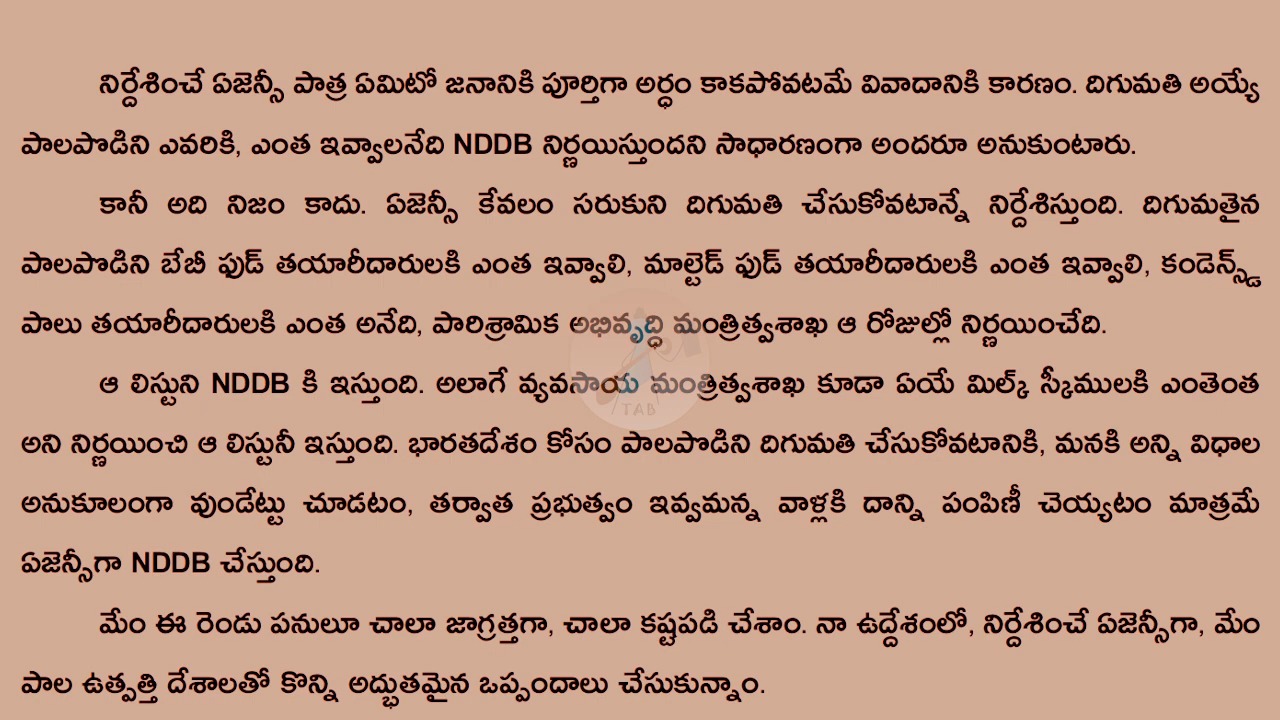 నిర్దేశించే ఏజెన్సీ పాత్ర ఏమిటో జనానికి పూర్తిగా అర్ధం కాకపోవటమే వివాదానికి కారణం. దిగుమతి అయ్యే
పాలపొడిని ఎవరికి, ఎంత ఇవ్వాలనేది NDDB నిర్ణయిస్తుందని సాధారణంగా అందరూ అనుకుంటారు.
కానీ అది నిజం కాదు. ఏజెన్సీ కేవలం సరుకుని దిగుమతి చేసుకోవటాన్నే నిర్దేశిస్తుంది. దిగుమతైన
పాలపొడిని బేబీ ఫుడ్ తయారీదారులకి ఎంత ఇవ్వాలి, మాల్టెడ్ ఫుడ్ తయారీదారులకి ఎంత ఇవ్వాలి, కండెన్స్డ్
పాలు తయారీదారులకి ఎంత అనేది, పారిశ్రామిక అభివృద్ధి మంత్రిత్వశాఖ ఆ రోజుల్లో నిర్ణయించేది.
ఆ లిస్టుని NDDB కి ఇస్తుంది. అలాగే వ్యవసాయ మంత్రిత్వశాఖ కూడా ఏయే మిల్క్ స్కీములకి ఎంతెంత
అని నిర్ణయించి ఆ లిస్టునీ ఇస్తుంది. భారతదేశం కోసం పాలపొడిని దిగుమతి చేసుకోవటానికి, మనకి అన్ని విధాల
అనుకూలంగా వుండేట్టు చూడటం, తర్వాత ప్రభుత్వం ఇవ్వమన్న వాళ్లకి దాన్ని పంపిణీ చెయ్యటం మాత్రమే
ఏజెన్సీగా NDDB చేస్తుంది.
మేం ఈ రెండు పనులూ చాలా జాగ్రత్తగా, చాలా కష్టపడి చేశాం. నా ఉద్దేశంలో, నిర్దేశించే ఏజెన్సీగా, మేం
పాల ఉత్పత్తి దేశాలతో కొన్ని అద్భుతమైన ఒప్పందాలు చేసుకున్నాం.
TAB